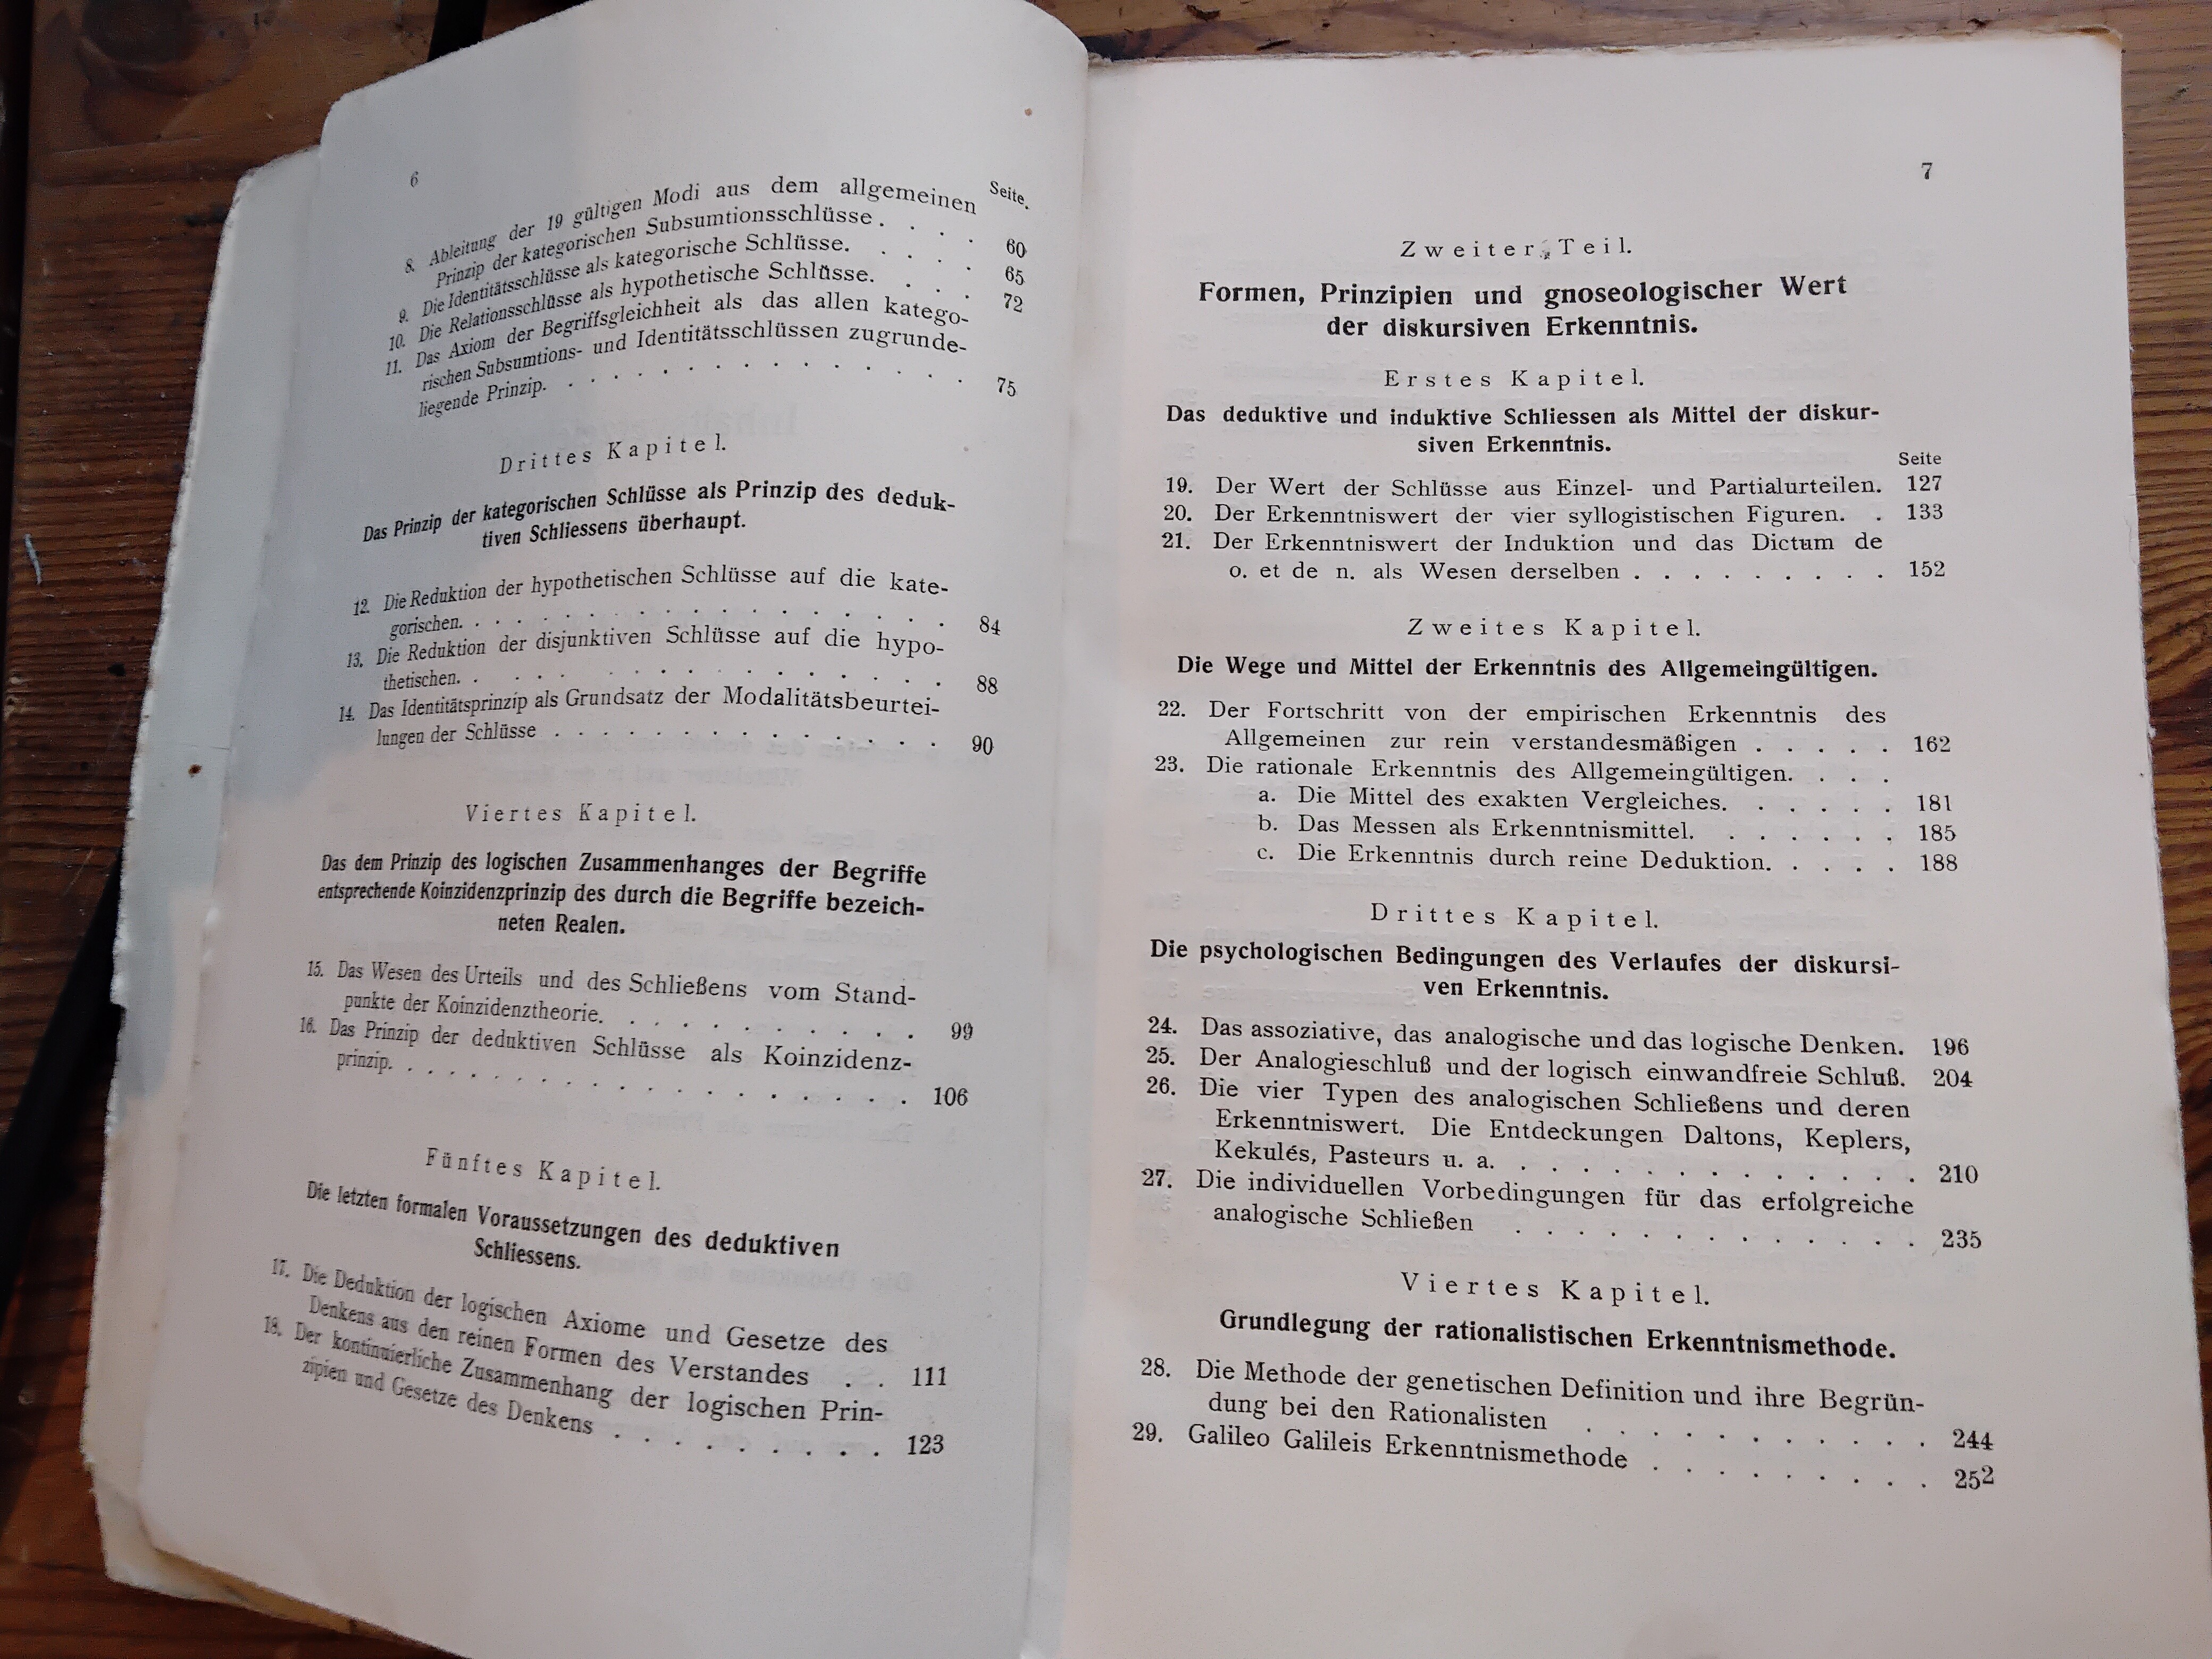 6
Seite.
8. Ableitung der 19 gültigen Modi aus dem allgemeinen
Prinzip der kategorischen Subsumtionsschlüsse . . . . 60
9. Die Identitätsschlüsse als kategorische Schlüsse. . . . . 65
10. Die Relationsschlüsse als hypothetische Schlüsse. . . . 72
11. Das Axiom der Begriffsgleichheit als das allen katego-
rischen Subsumtions- und Identitätsschlüssen zugrunde-
liegende Prinzip. . . . . . . . . . . . . . . . 75
Drittes Kapitel.
Das Prinzip der kategorischen Schlüsse als Prinzip des deduk-
tiven Schliessens überhaupt.
12. Die Reduktion der hypothetischen Schlüsse auf die kate-
gorischen. . . . . . . . . . . . . . . . . . 84
13. Die Reduktion der disjunktiven Schlüsse auf die hypo-
thetischen. . . . . . . . . . . . . . . . . 88
14. Das Identitätsprinzip als Grundsatz der Modalitätsbeurtei-
lungen der Schlüsse . . . . . . . . . . . . . 90
Viertes Kapitel.
Das dem Prinzip des logischen Zusammenhanges der Begriffe
entsprechende Koinzidenzprinzip des durch die Begriffe bezeich-
neten Realen.
15. Das Wesen des Urteils und des Schließens vom Stand-
punkte der Koinzidenztheorie. . . . . . . . . . . . 99
16. Das Prinzip der deduktiven Schlüsse als Koinzidenz-
prinzip. . . . . . . . . . . . . . . . . . . 106
Fünftes Kapitel.
Die letzten formalen Voraussetzungen des deduktiven
Schliessens.
17. Die Deduktion der logischen Axiome und Gesetze des
Denkens aus den reinen Formen des Verstandes . . 111
18. Der kontinuierliche Zusammenhang der logischen Prin-
zipien und Gesetze des Denkens . . . . . . . . . 123
7
Zweiter Teil.
Formen, Prinzipien und gnoseologischer Wert
der diskursiven Erkenntnis.
Erstes Kapitel.
Das deduktive und induktive Schliessen als Mittel der diskur-
siven Erkenntnis.
Seite
19. Der Wert der Schlüsse aus Einzel- und Partialurteilen. 127
20. Der Erkenntniswert der vier syllogistischen Figuren. . 133
21. Der Erkenntniswert der Induktion und das Dictum de
o. et de n. als Wesen derselben . . . . . . . . . 152
Zweites Kapitel.
Die Wege und Mittel der Erkenntnis des Allgemeingültigen.
22. Der Fortschritt von der empirischen Erkenntnis des
Allgemeinen zur rein verstandesmäßigen . . . . . 162
23. Die rationale Erkenntnis des Allgemeingültigen. . . .
a. Die Mittel des exakten Vergleiches. . . . . . 181
b. Das Messen als Erkenntnismittel. . . . . . . 185
c. Die Erkenntnis durch reine Deduktion. . . . . 188
Drittes Kapitel.
Die psychologischen Bedingungen des Verlaufes der diskursi-
ven Erkenntnis.
24. Das assoziative, das analogische und das logische Denken. 196
25. Der Analogieschluß und der logisch einwandfreie Schluß. 204
26. Die vier Typen des analogischen Schließens und deren
Erkenntniswert. Die Entdeckungen Daltons, Keplers,
Kekulés, Pasteurs u. a. . . . . . . . . . . . . . 210
27. Die individuellen Vorbedingungen für das erfolgreiche
analogische Schließen . . . . . . . . . . . . . 235
Viertes Kapitel.
Grundlegung der rationalistischen Erkenntnismethode.
28. Die Methode der genetischen Definition und ihre Begrün-
dung bei den Rationalisten . . . . . . . . . . . 244
29. Galileo Galileis Erkenntnismethode . . . . . . . . . 252